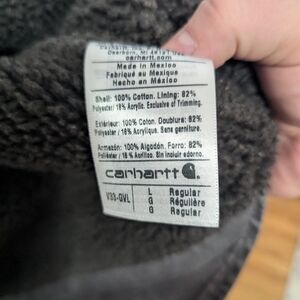 Dearborn, MI 48121 USA
carhartt.com
Made in Mexico
Fabriqué au Mexique
Hecho en México
Shell: 100% Cotton. Lining: 82%
Polyester/ 18% Acrylic. Exclusive of Trimming.
Extérieur: 100% Coton. Doublure: 82%
Polyester / 18% Acrylique. Sans garniture.
Armazón: 100% Algodón. Forro: 82%
Poliéster / 18% Acrílico. Sin incluir adorno.
carhartt
V33-QVL
L Regular
G Régulière
G Regular